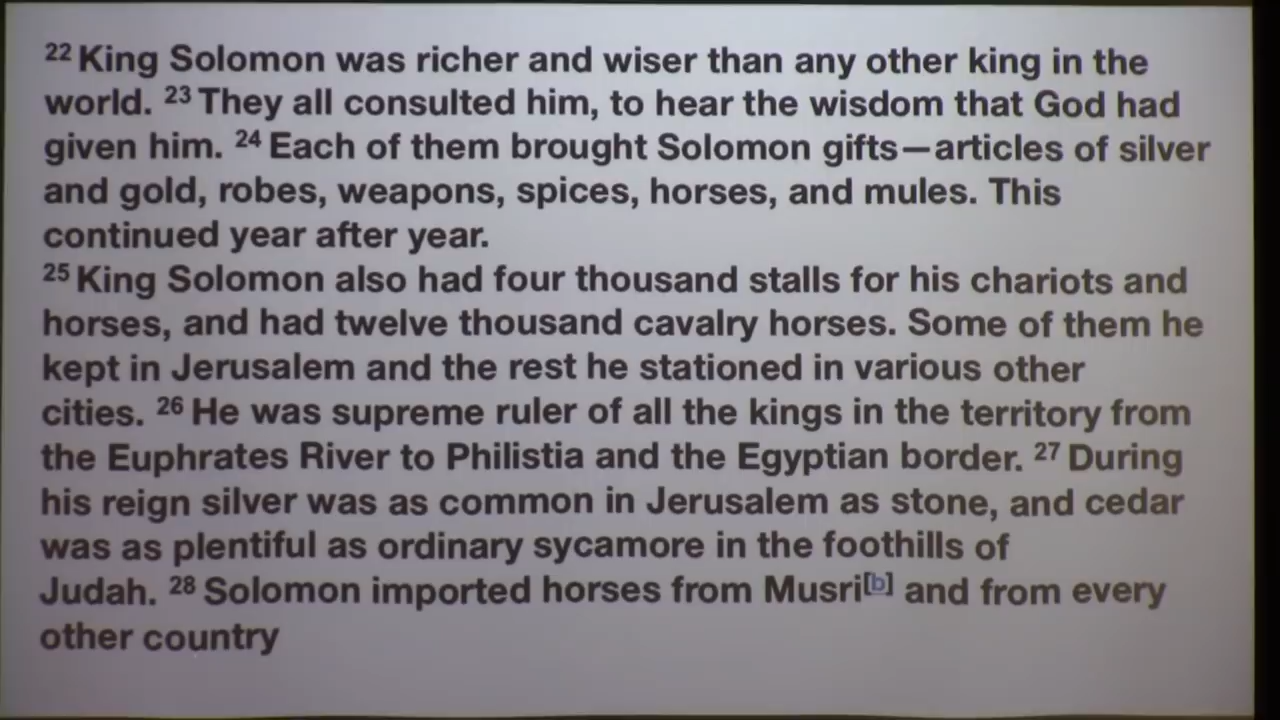 22 King Solomon was richer and wiser than any other king in the
world. 23 They all consulted him, to hear the wisdom that God had
given him. 24 Each of them brought Solomon gifts—articles of silver
and gold, robes, weapons, spices, horses, and mules. This
continued year after year.
25 King Solomon also had four thousand stalls for his chariots and
horses, and had twelve thousand cavalry horses. Some of them he
kept in Jerusalem and the rest he stationed in various other
cities. 26 He was supreme ruler of all the kings in the territory from
the Euphrates River to Philistia and the Egyptian border. 27 During
his reign silver was as common in Jerusalem as stone, and cedar
was as plentiful as ordinary sycamore in the foothills of
Judah. 28 Solomon imported horses from Musri[b] and from every
other country